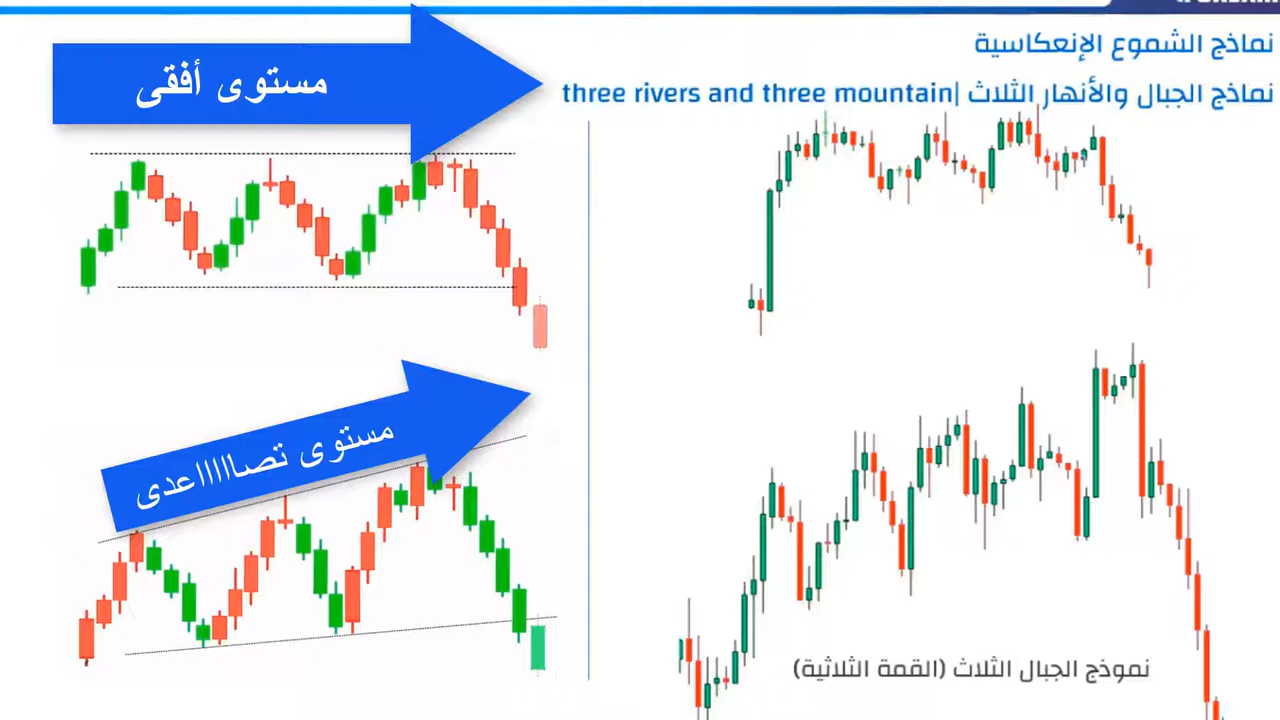 نماذج الشموع الإنعكاسية
نماذج الجبال والأنهار الثلاث |three rivers and three mountain
مستوى أفقى
مستوى تصااااااعدى
نموذج الجبال الثلاث (القمة الثلاثية)